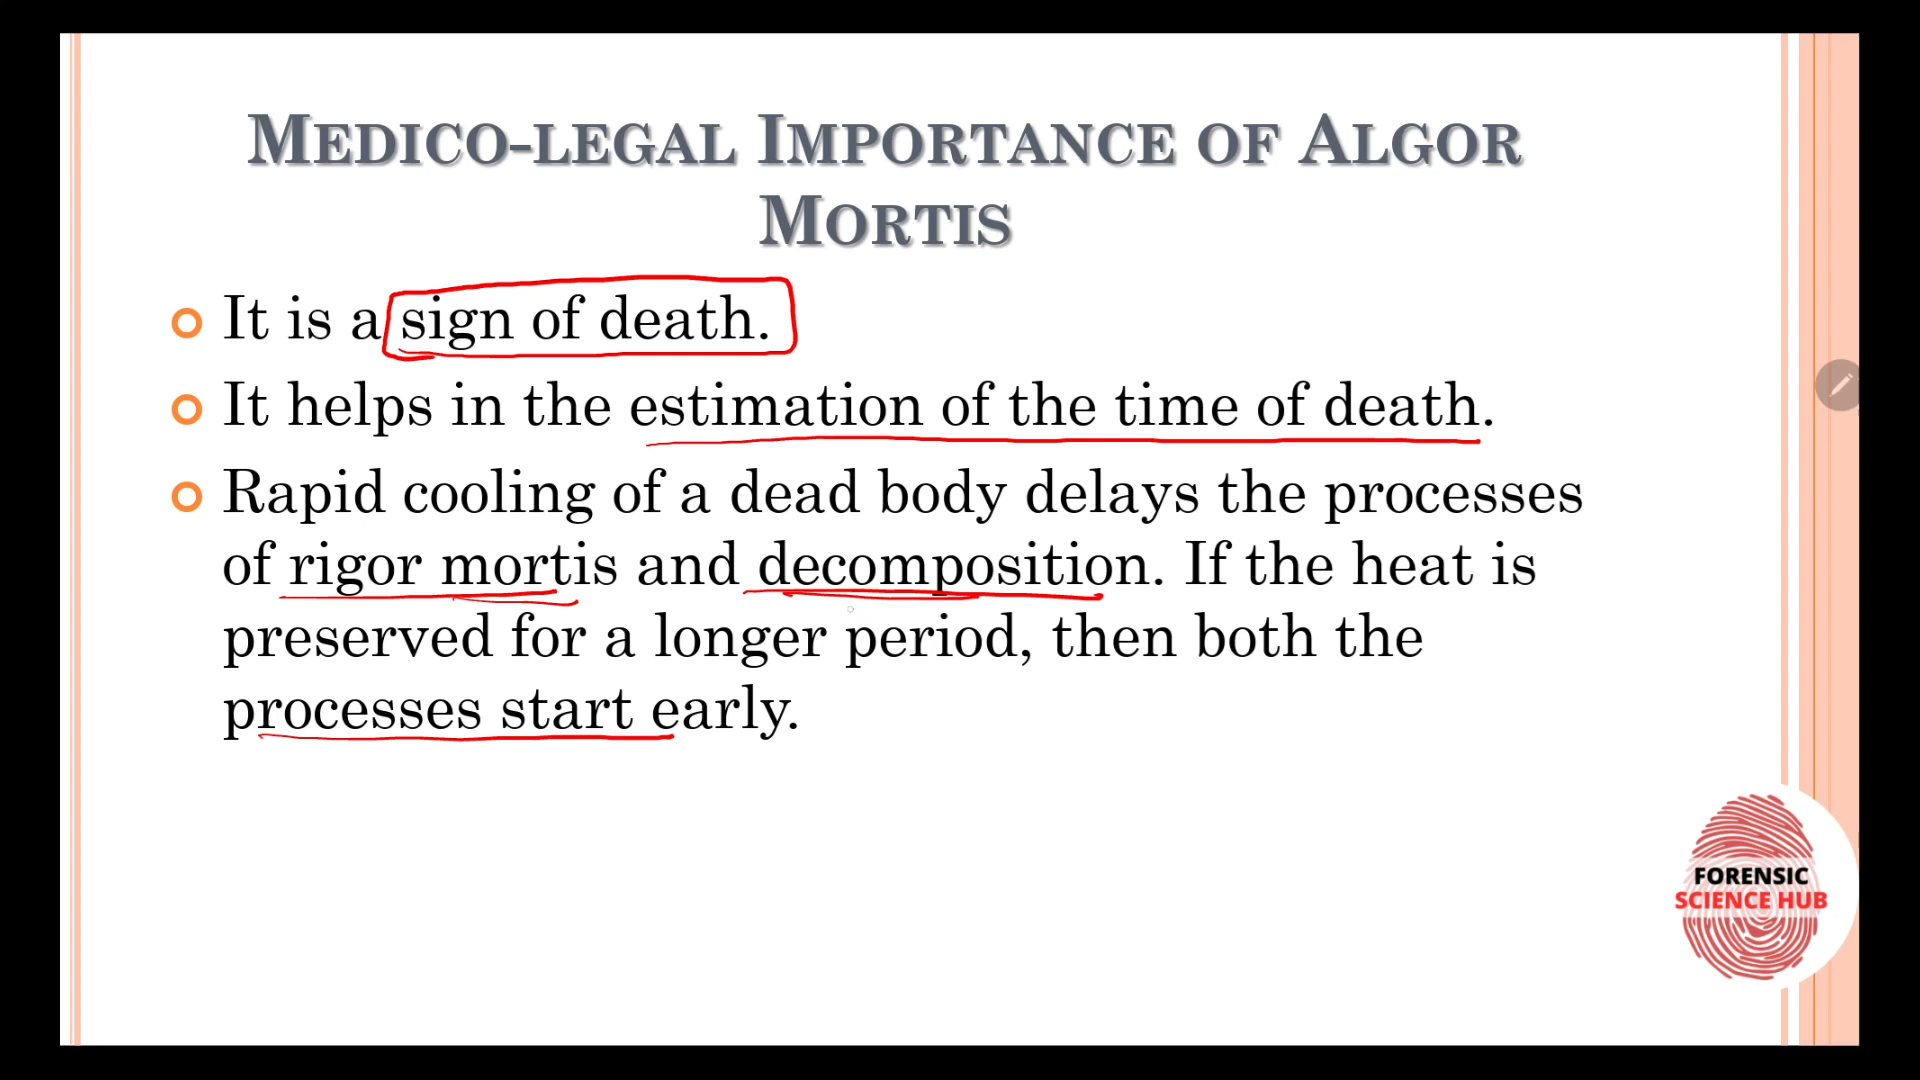 MEDICO-LEGAL IMPORTANCE OF ALGOR
MORTIS
It is a sign of death.
It helps in the estimation of the time of death.
Rapid cooling of a dead body delays the processes
of rigor mortis and decomposition. If the heat is
preserved for a longer period, then both the
processes start early.
FORENSIC
SCIENCE HUB